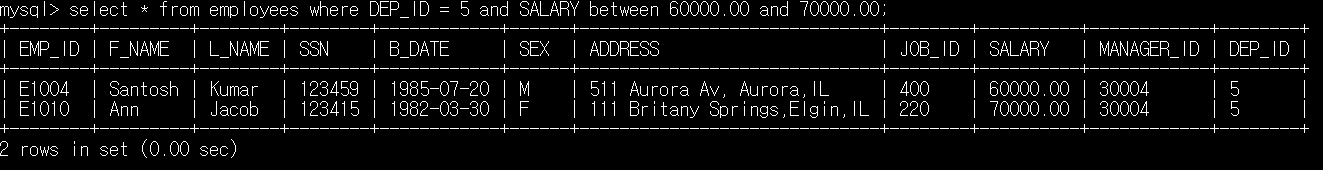 mysql> select * from employees where DEP_ID = 5 and SALARY between 60000.00 and 70000.00;
+--------+---------+--------+--------+------------+------+----------------------------+--------+----------+------------+--------+
| EMP_ID | F_NAME  | L_NAME | SSN    | B_DATE     | SEX  | ADDRESS                    | JOB_ID | SALARY   | MANAGER_ID | DEP_ID |
+--------+---------+--------+--------+------------+------+----------------------------+--------+----------+------------+--------+
| E1004  | Santosh | Kumar  | 123459 | 1985-07-20 | M    | 511 Aurora Av, Aurora,IL   | 400    | 60000.00 | 30004      | 5      |
| E1010  | Ann     | Jacob  | 123415 | 1982-03-30 | F    | 111 Britany Springs,Elgin,IL | 220    | 70000.00 | 30004      | 5      |
+--------+---------+--------+--------+------------+------+----------------------------+--------+----------+------------+--------+
2 rows in set (0.00 sec)